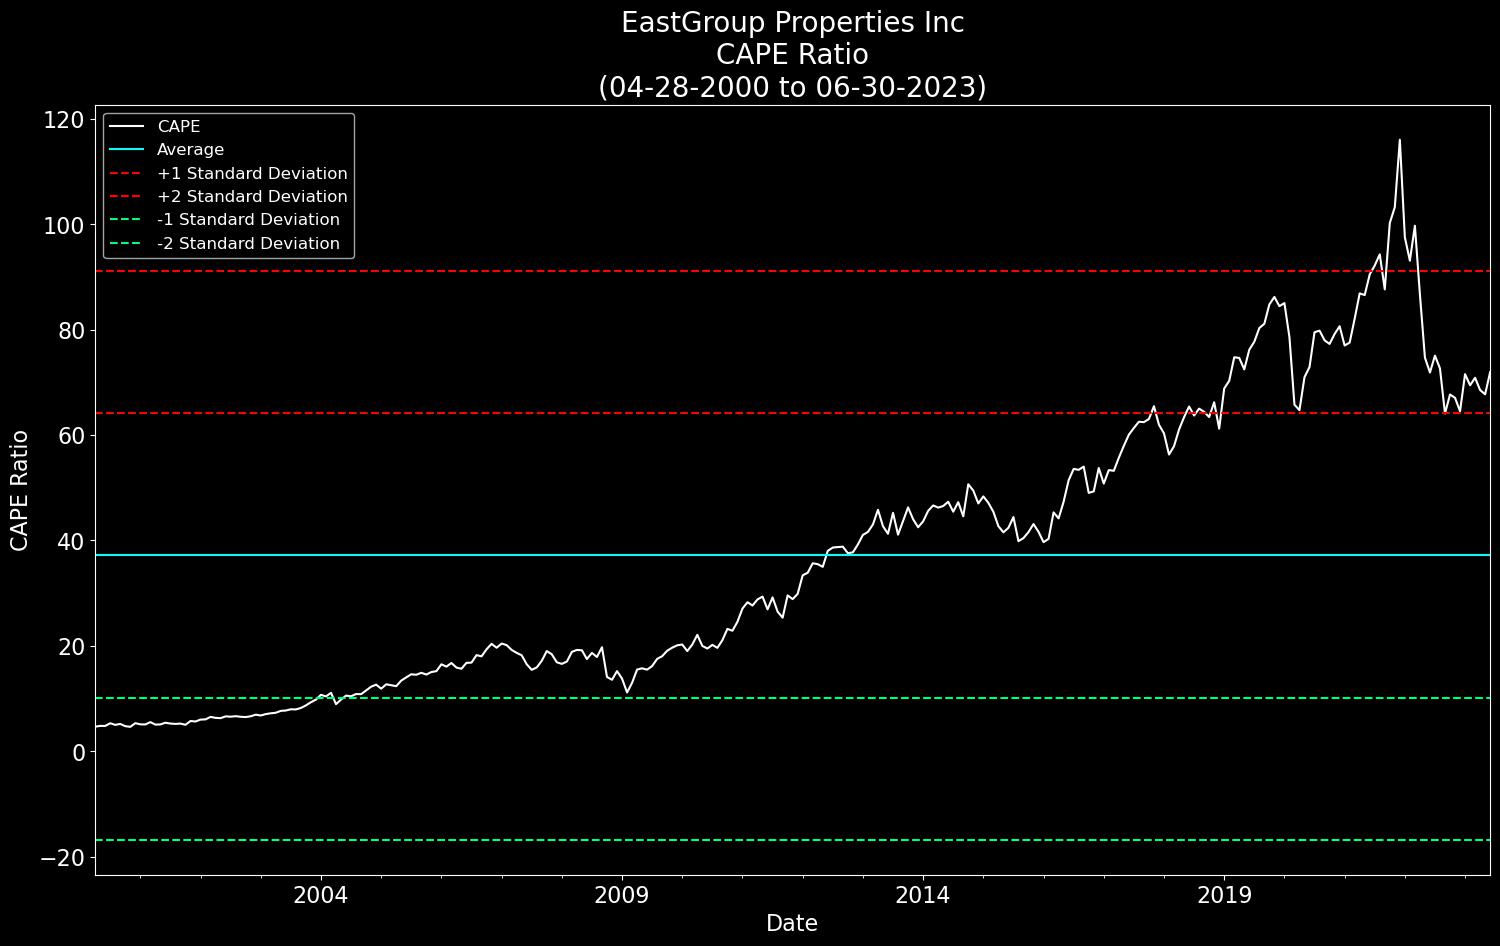 EastGroup Properties Inc
CAPE Ratio
(04-28-2000 to 06-30-2023)
120
100
80
60
40
20
0
−20
CAPE Ratio
CAPE
Average
+1 Standard Deviation
+2 Standard Deviation
-1 Standard Deviation
-2 Standard Deviation
2004
2009
2014
2019
Date